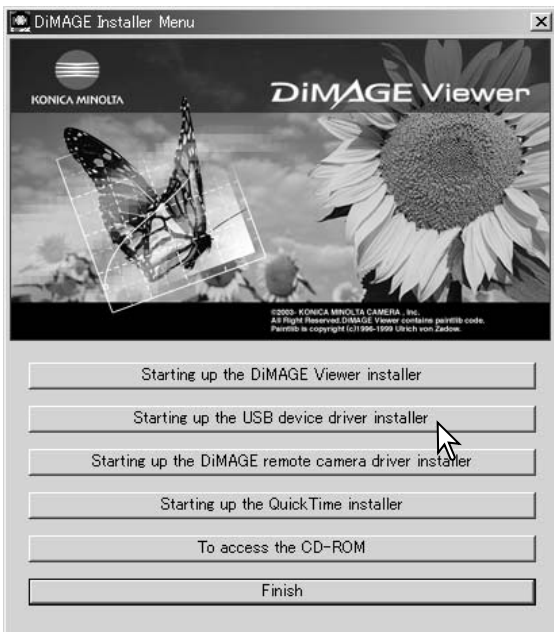 DiMAGE Installer Menu
KONICA MINOLTA
DiMAGE Viewer
©2003- KONICA MINOLTA CAMERA , Inc.
All Right Reserved.DiMAGE Viewer contains paintlib code.
Paintlib is copyright (c)1996-1999 Ulrich von Zadow.
Starting up the DiMAGE Viewer installer
Starting up the USB device driver installer
Starting up the DiMAGE remote camera driver installer
Starting up the QuickTime installer
To access the CD-ROM
Finish